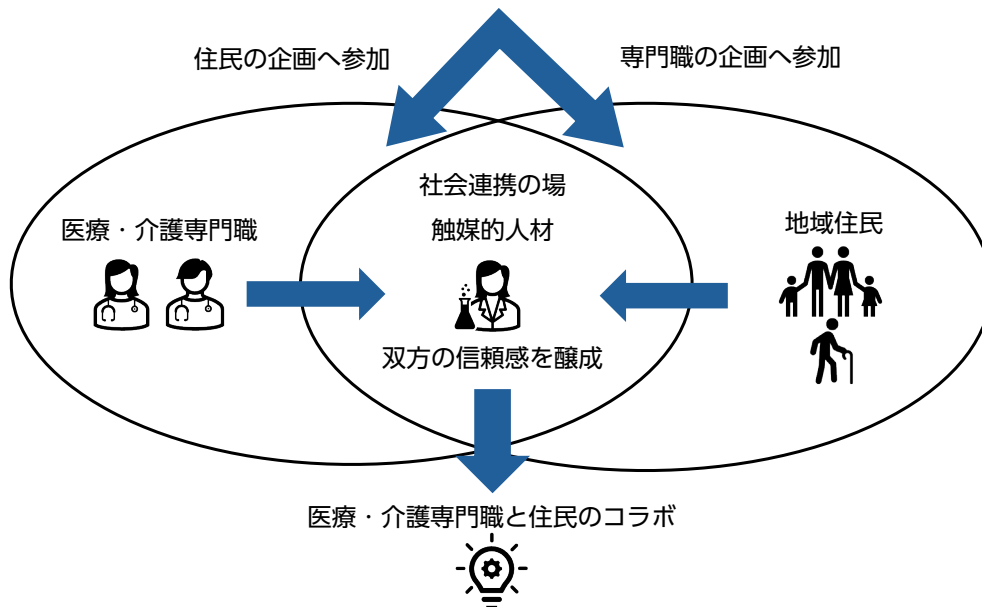 住民の企画へ参加
専門職の企画へ参加
社会連携の場
触媒的人材
医療・介護専門職
地域住民
双方の信頼感を醸成
医療・介護専門職と住民のコラボ